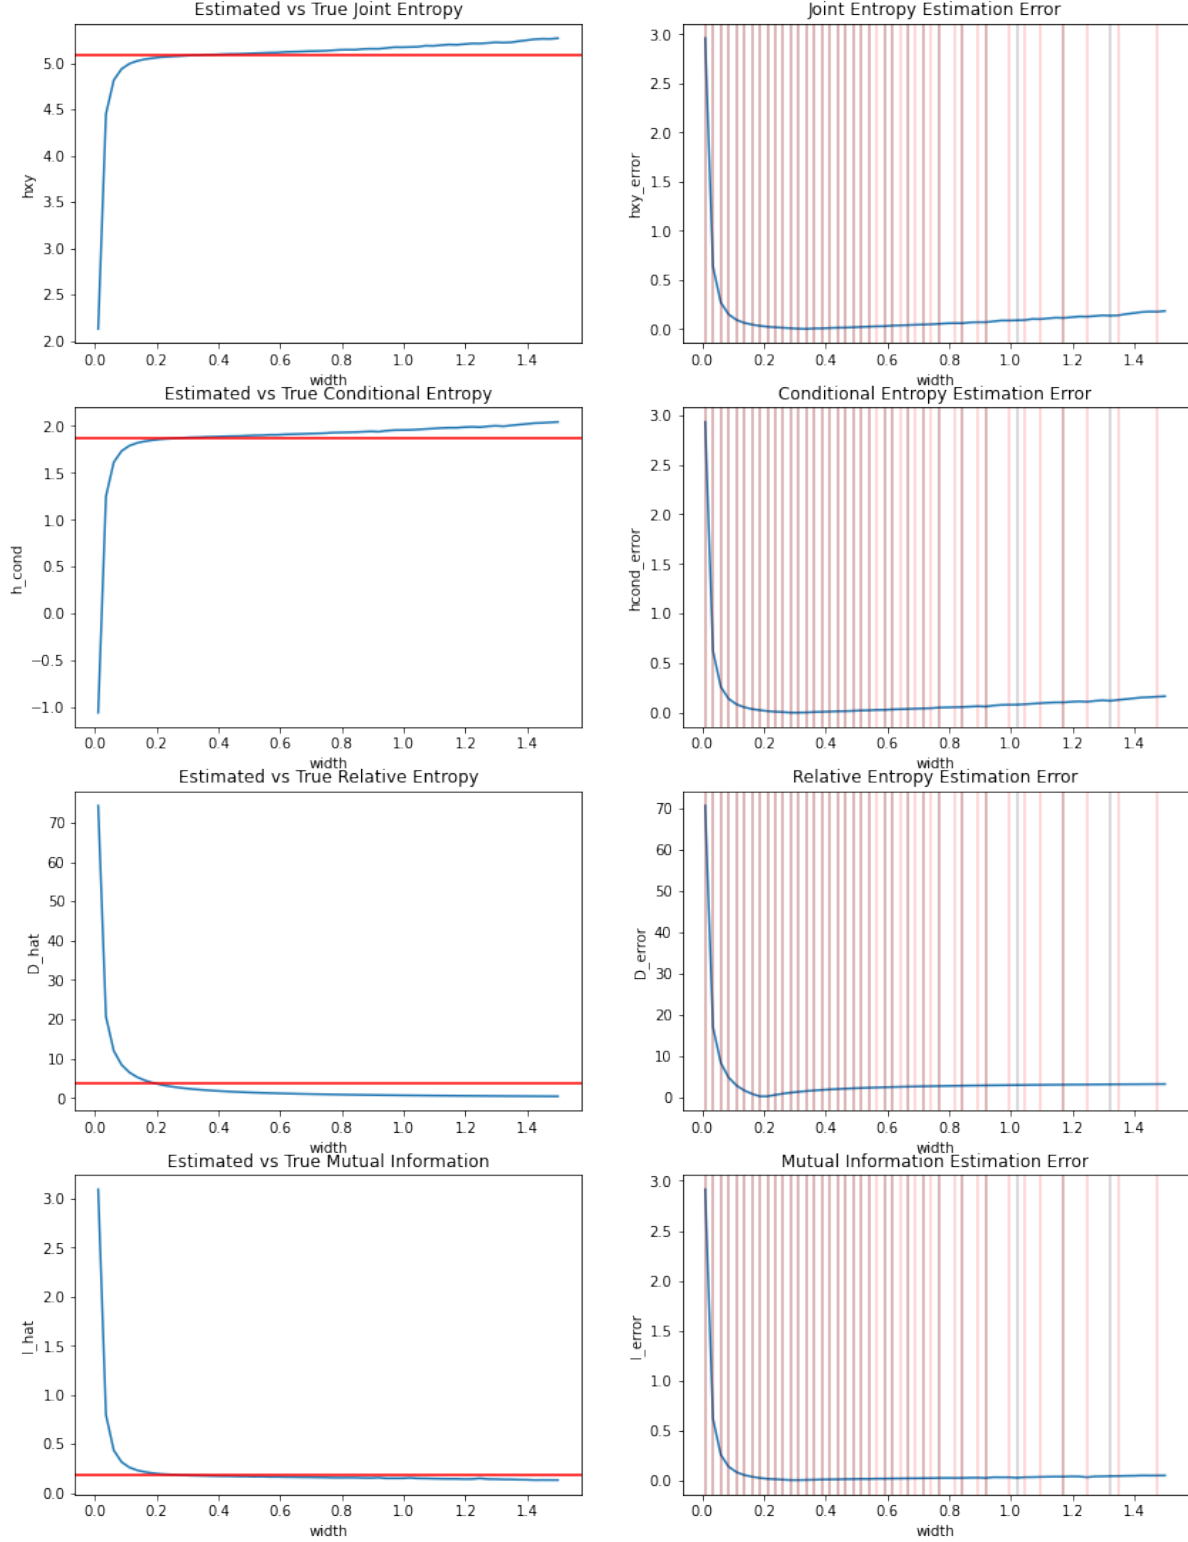 Estimated vs True Joint Entropy
hxy
5.0
4.5
4.0
3.5
3.0
2.5
2.0
0.0 0.2 0.4 0.6 0.8 1.0 1.2 1.4
width
Joint Entropy Estimation Error
hxy_error
3.0
2.5
2.0
1.5
1.0
0.5
0.0
0.0 0.2 0.4 0.6 0.8 1.0 1.2 1.4
width
Estimated vs True Conditional Entropy
h_cond
2.0
1.5
1.0
0.5
0.0
−0.5
−1.0
0.0 0.2 0.4 0.6 0.8 1.0 1.2 1.4
width
Conditional Entropy Estimation Error
hcond_error
3.0
2.5
2.0
1.5
1.0
0.5
0.0
0.0 0.2 0.4 0.6 0.8 1.0 1.2 1.4
width
Estimated vs True Relative Entropy
D_hat
70
60
50
40
30
20
10
0
0.0 0.2 0.4 0.6 0.8 1.0 1.2 1.4
width
Relative Entropy Estimation Error
D_error
70
60
50
40
30
20
10
0
0.0 0.2 0.4 0.6 0.8 1.0 1.2 1.4
width
Estimated vs True Mutual Information
I_hat
3.0
2.5
2.0
1.5
1.0
0.5
0.0
0.0 0.2 0.4 0.6 0.8 1.0 1.2 1.4
width
Mutual Information Estimation Error
I_error
3.0
2.5
2.0
1.5
1.0
0.5
0.0
0.0 0.2 0.4 0.6 0.8 1.0 1.2 1.4
width